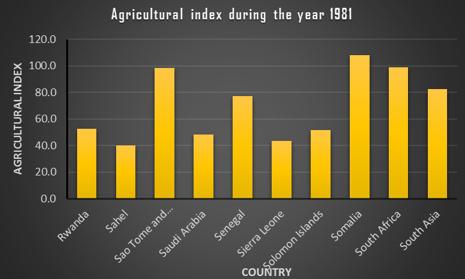 Agricultural index during the year 1981
AGRICULTURAL INDEX
120.0
100.0
80.0
60.0
40.0
20.0
0.0
Rwanda
Sahel
Sao Tome and...
Saudi Arabia
Senegal
Sierra Leone
Solomon Islands
Somalia
South Africa
South Asia
COUNTRY